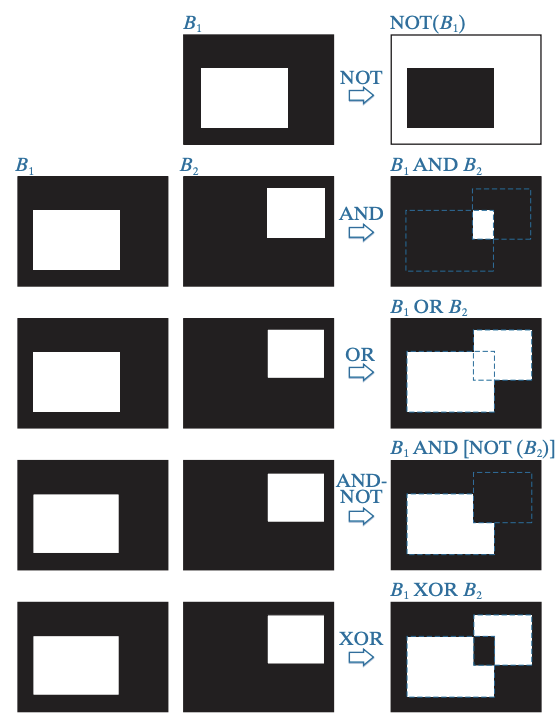 B₁
NOT
NOT(B₁)
B₁
B₂
AND
B₁ AND B₂
OR
B₁ OR B₂
AND-
NOT
B₁ AND [NOT (B₂)]
XOR
B₁ XOR B₂